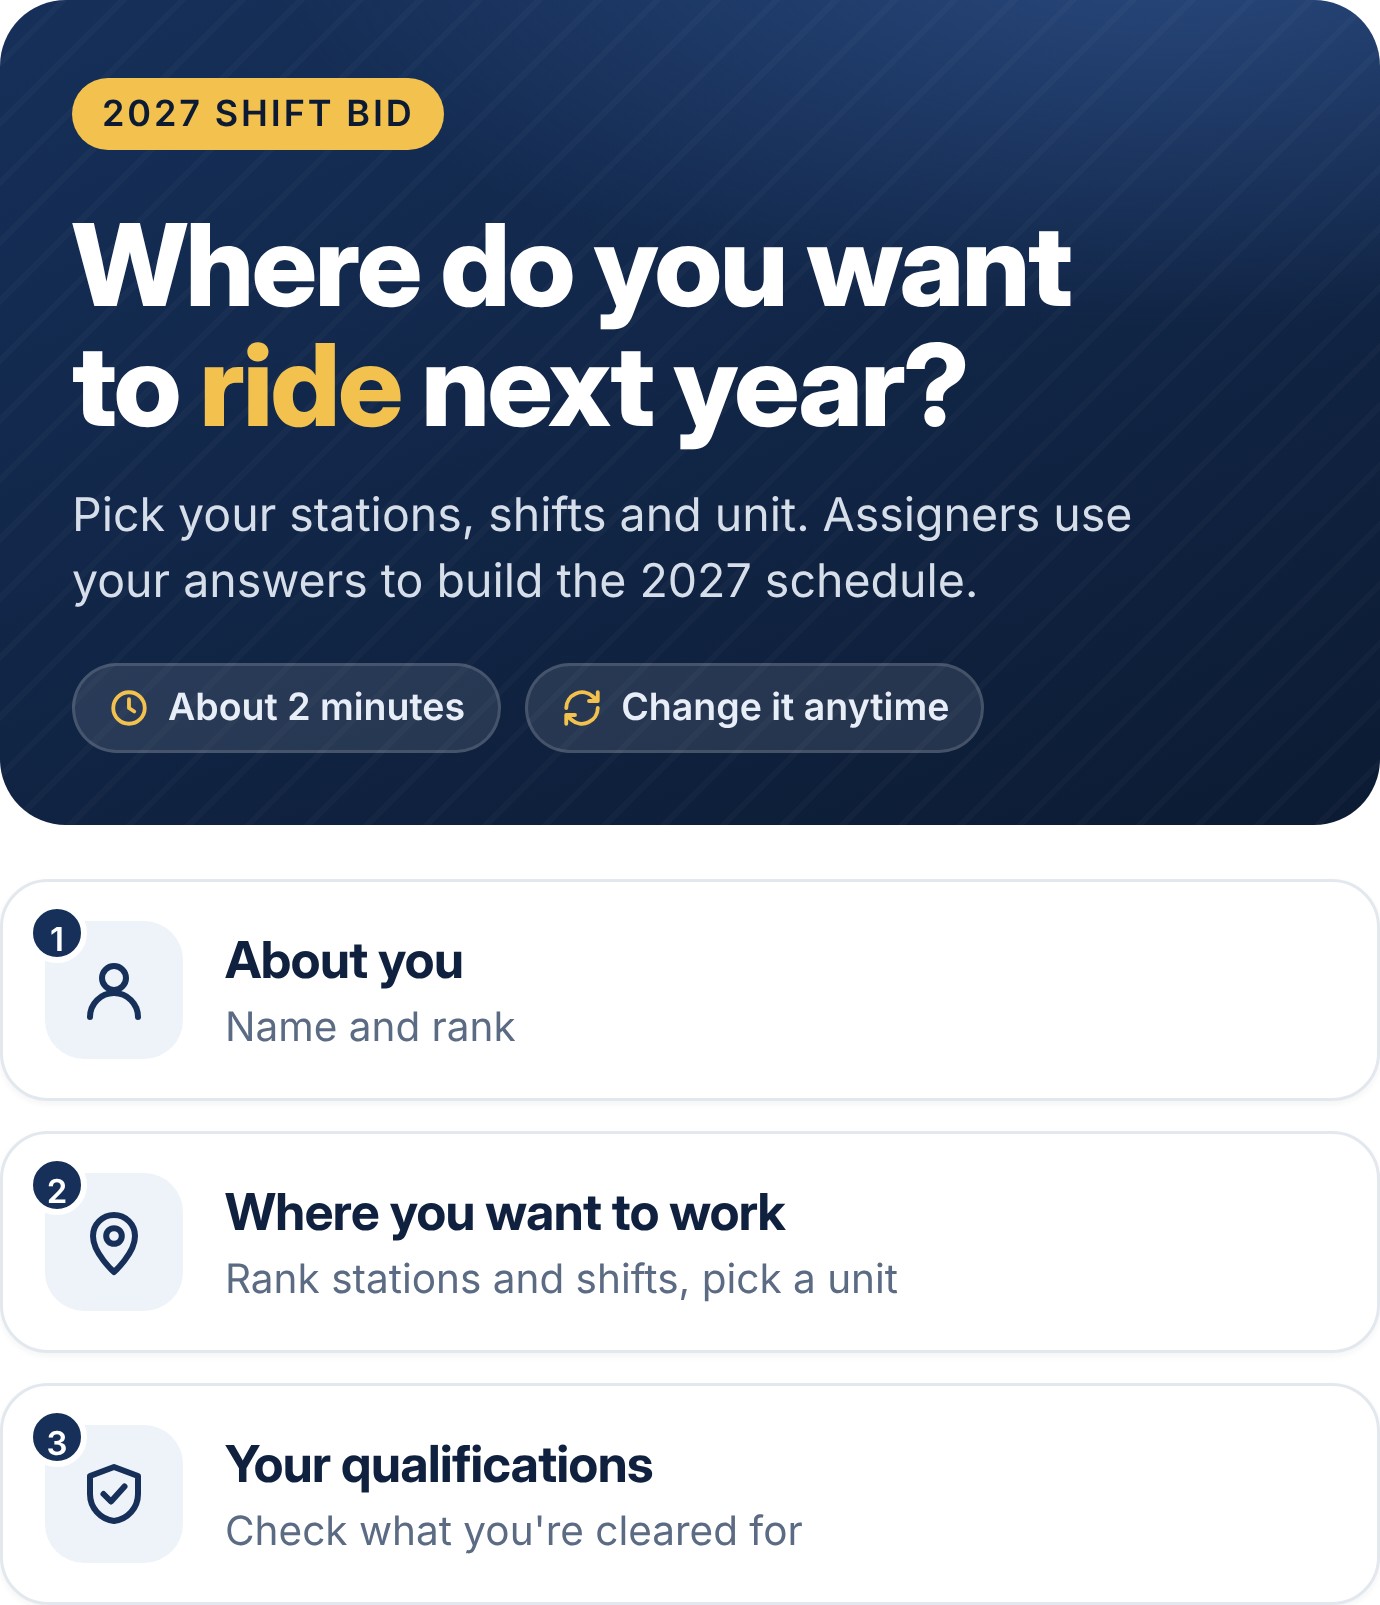 2027 SHIFT BID
Where do you want
to ride next year?
Pick your stations, shifts and unit. Assigners use
your answers to build the 2027 schedule.
About 2 minutes
Change it anytime
1
About you
Name and rank
2
Where you want to work
Rank stations and shifts, pick a unit
3
Your qualifications
Check what you're cleared for